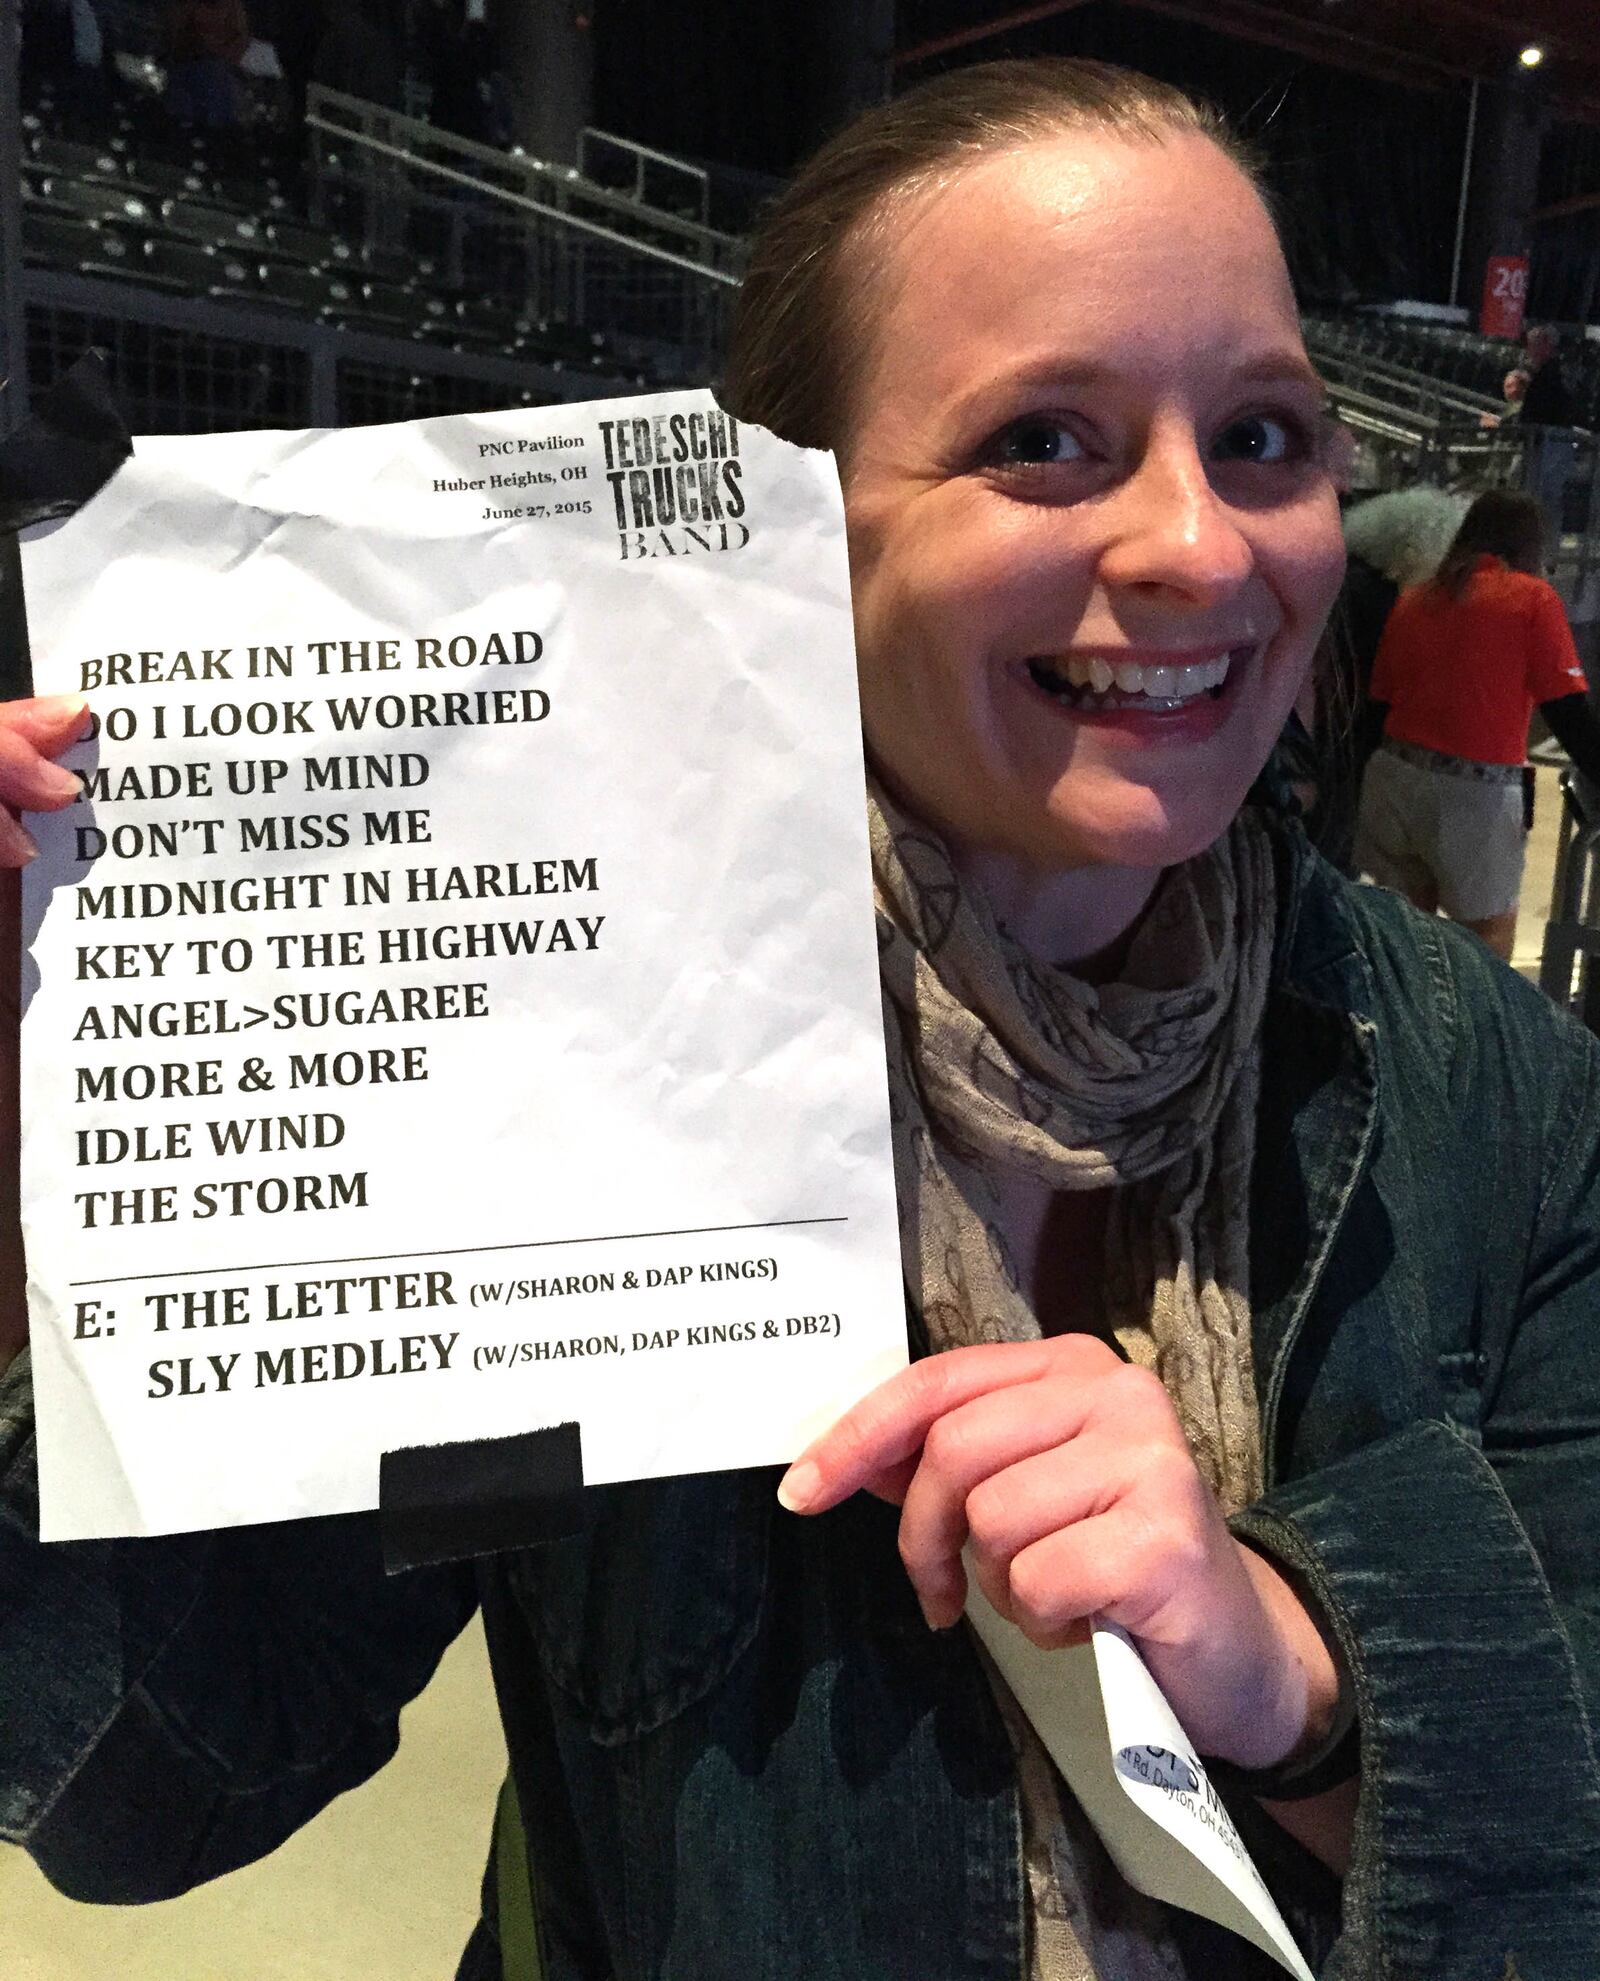 PNC Pavilion
Huber Heights, OH
June 27, 2015
TEDESCHI
TRUCKS
BAND
BREAK IN THE ROAD
DO I LOOK WORRIED
MADE UP MIND
DON'T MISS ME
MIDNIGHT IN HARLEM
KEY TO THE HIGHWAY
ANGEL>SUGAREE
MORE & MORE
IDLE WIND
THE STORM
E: THE LETTER (W/SHARON & DAP KINGS)
SLY MEDLEY (W/SHARON, DAP KINGS & DB2)
20
Rd. Dayton, OH